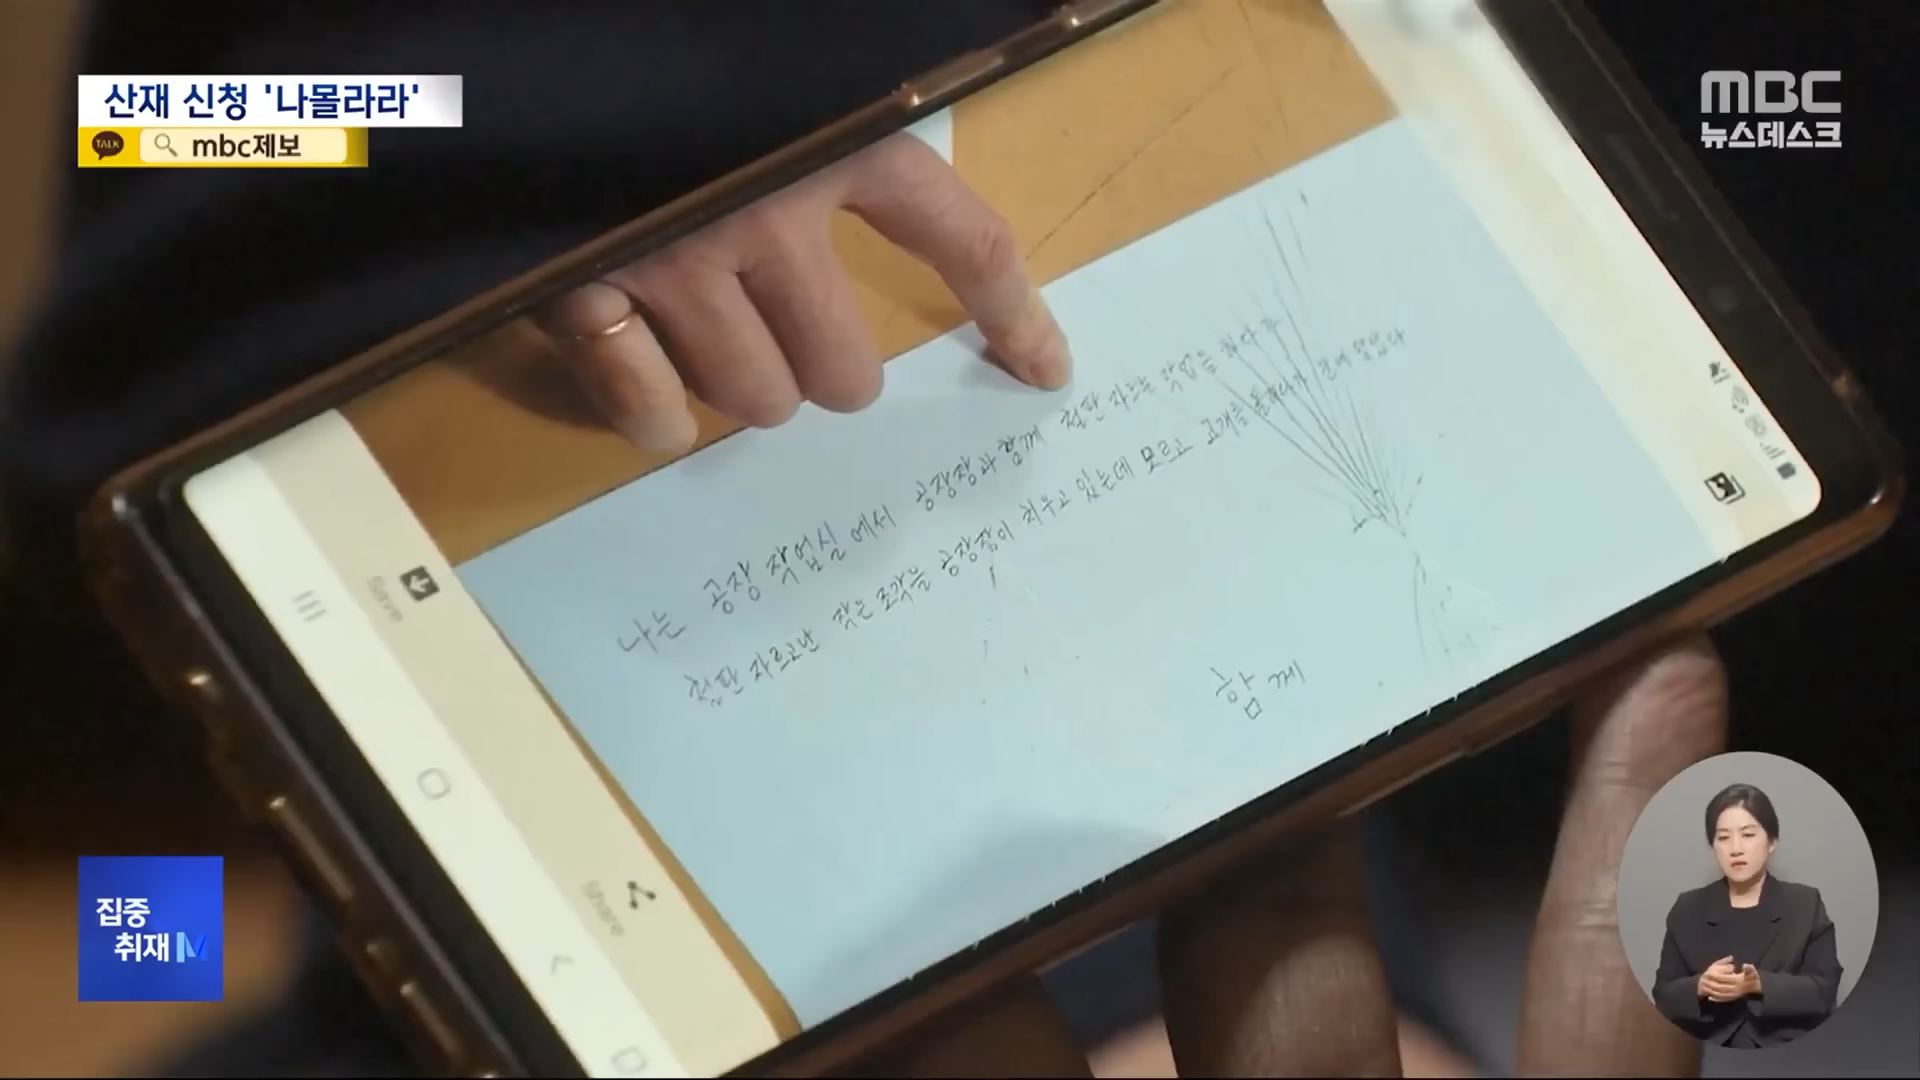 산재 신청 '나몰라라'
TALK
mbc제보
MBC
뉴스데스크
나는 공장 작업실에서 공장장과 함께 철판 자르는 작업을 하다가
철판 자르고난 작은 조각을 공장장이 치우고 있는데 모르고 고개를 돌리다가 눈에 맞았다
함께
Save
Share
집중
취재 M